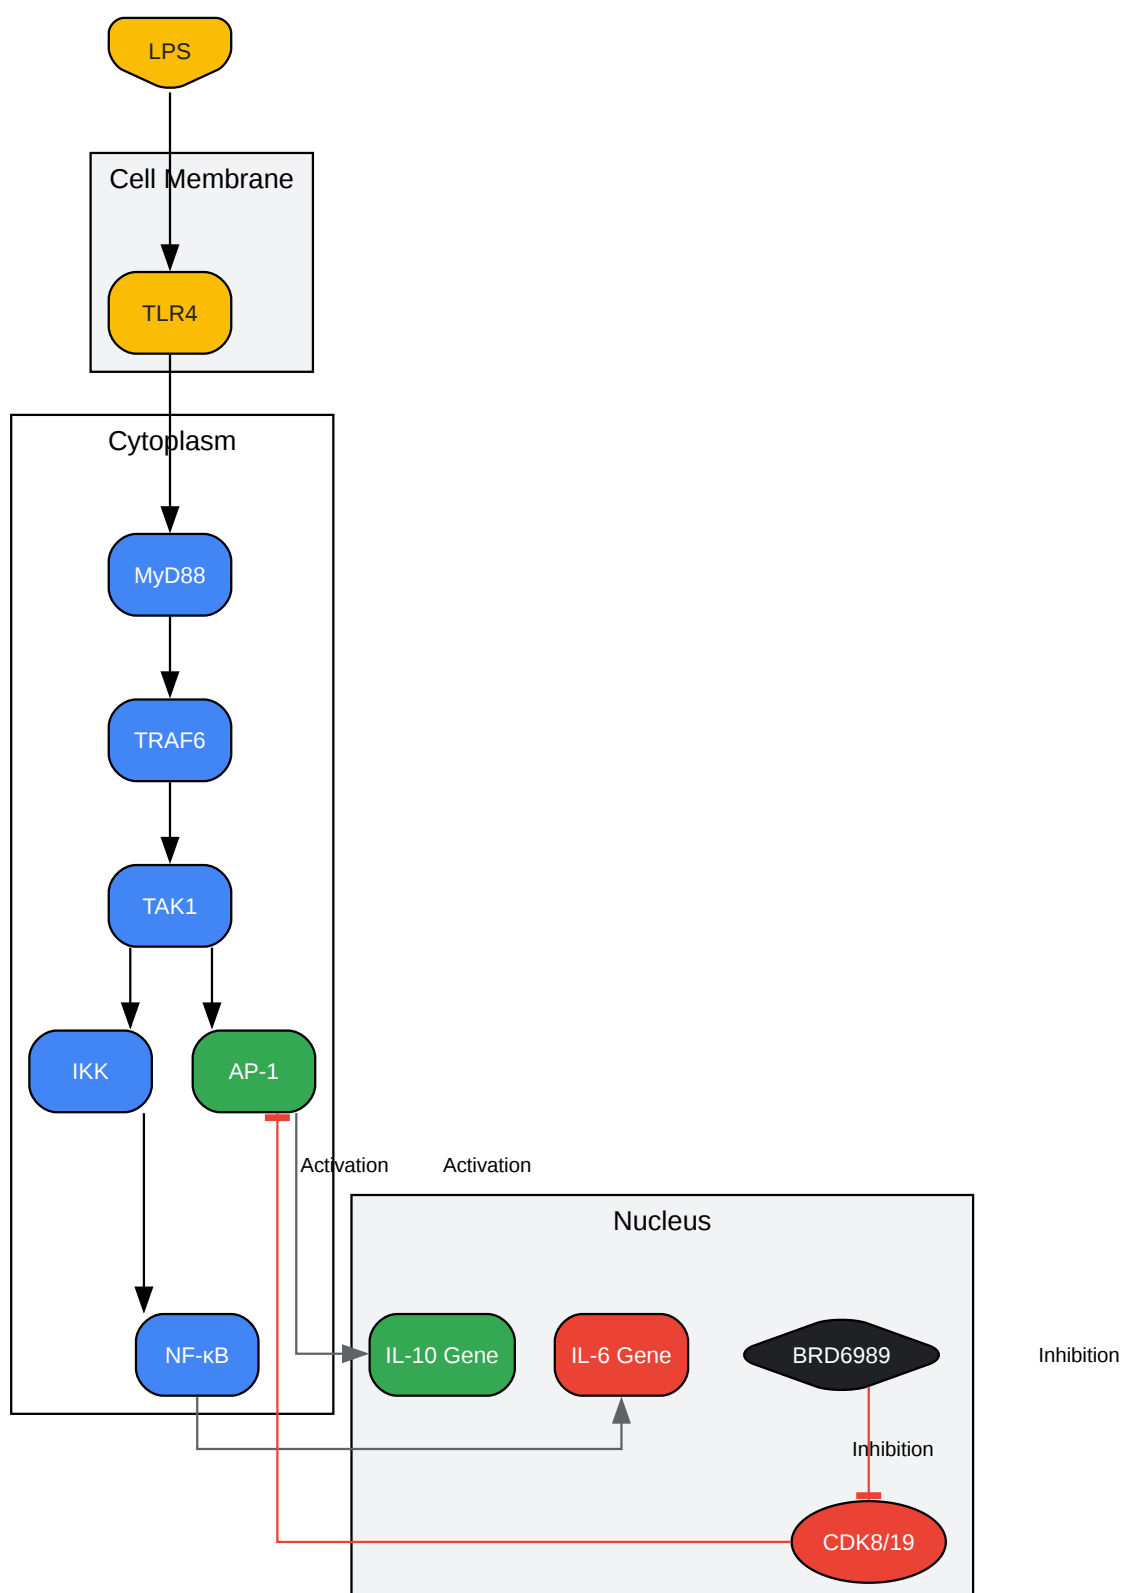 LPS
Cell Membrane
TLR4
Cytoplasm
MyD88
TRAF6
TAK1
IKK
AP-1
Activation
Activation
Nucleus
NF-κB
IL-10 Gene
IL-6 Gene
BRD6989
Inhibition
Inhibition
CDK8/19